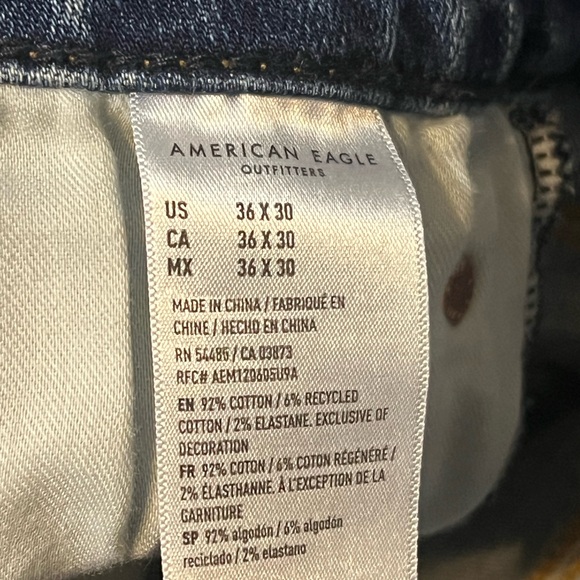 AMERICAN EAGLE
OUTFITTERS
US 36 X 30
CA 36 X 30
MX 36 X 30
MADE IN CHINA / FABRIQUÉ EN
CHINE / HECHO EN CHINA
RN 54485 / CA 03873
RFC# AEM120605U9A
EN 92% COTTON / 6% RECYCLED
COTTON / 2% ELASTANE. EXCLUSIVE OF
DECORATION
FR 92% COTON / 6% COTON RÉGÉNÉRÉ /
2% ÉLASTHANNE. À L'EXCEPTION DE LA
GARNITURE
SP 92% algodón / 6% algodón
reciclado / 2% elastano